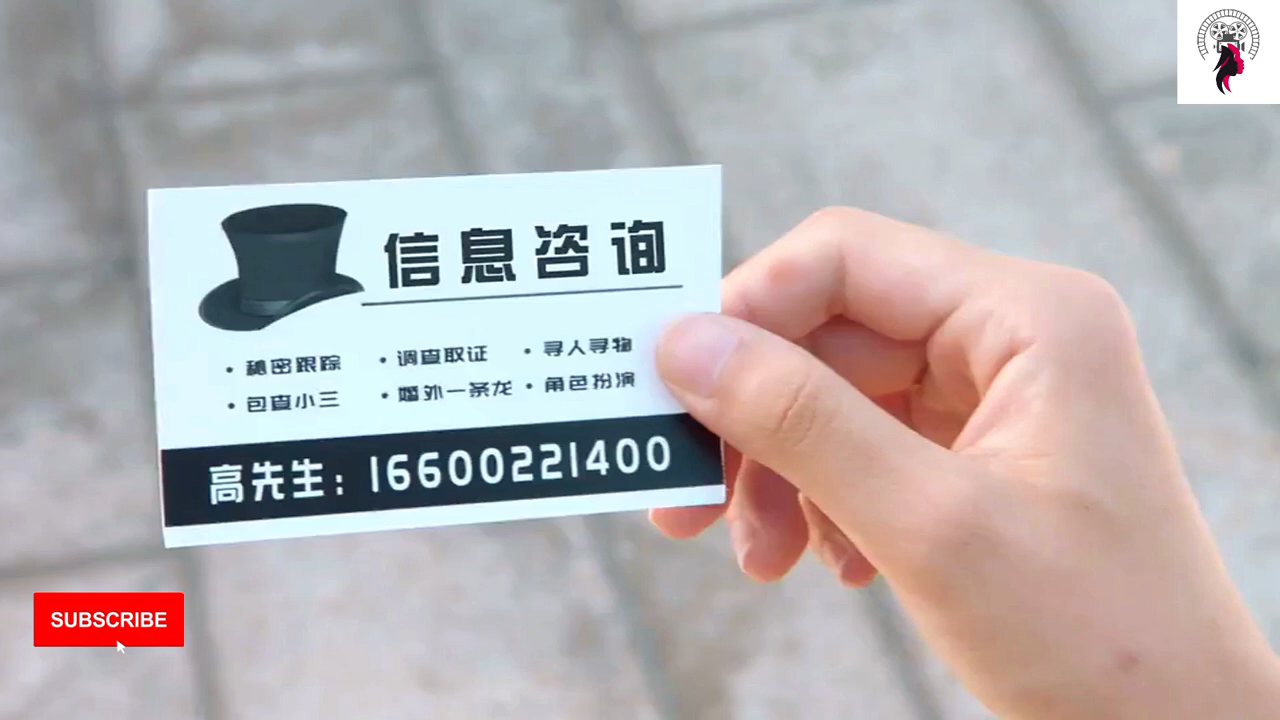 信息咨询
·秘密跟踪 ·调查取证 ·寻人寻物
·包查小三 ·婚外一条龙 ·角色扮演
高先生：16600221400
SUBSCRIBE